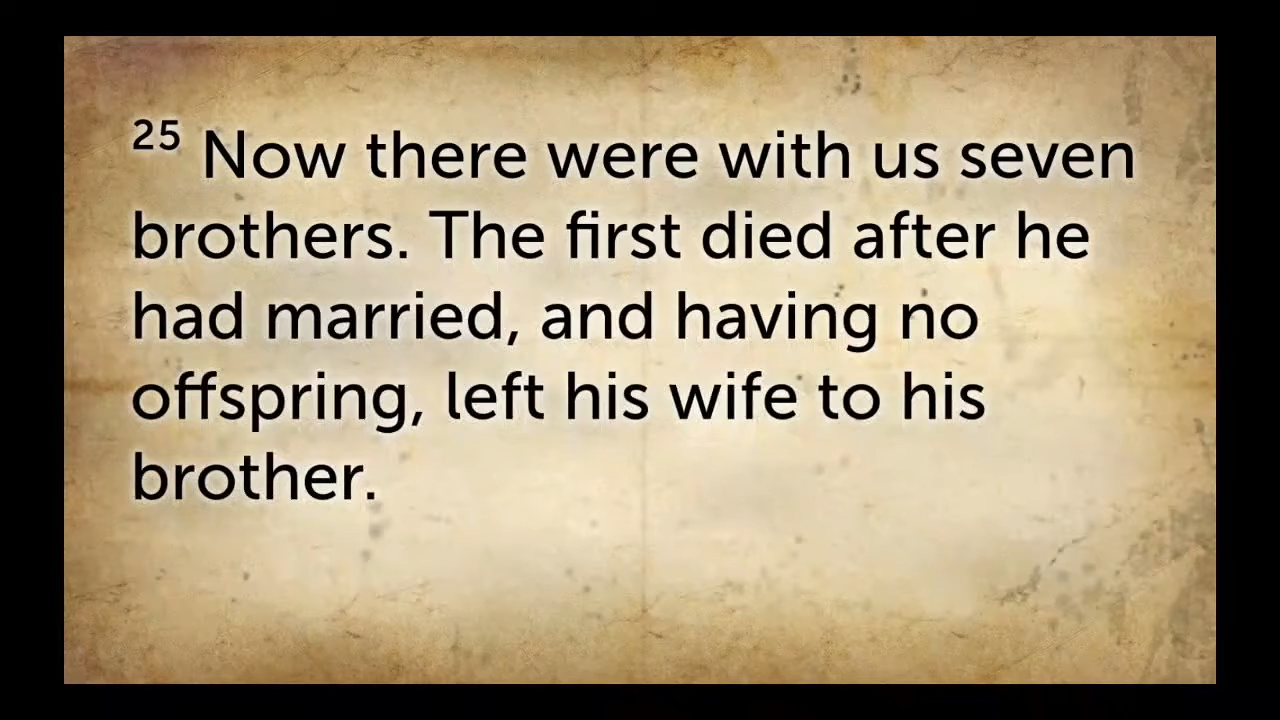 25 Now there were with us seven
brothers. The first died after he
had married, and having no
offspring, left his wife to his
brother.